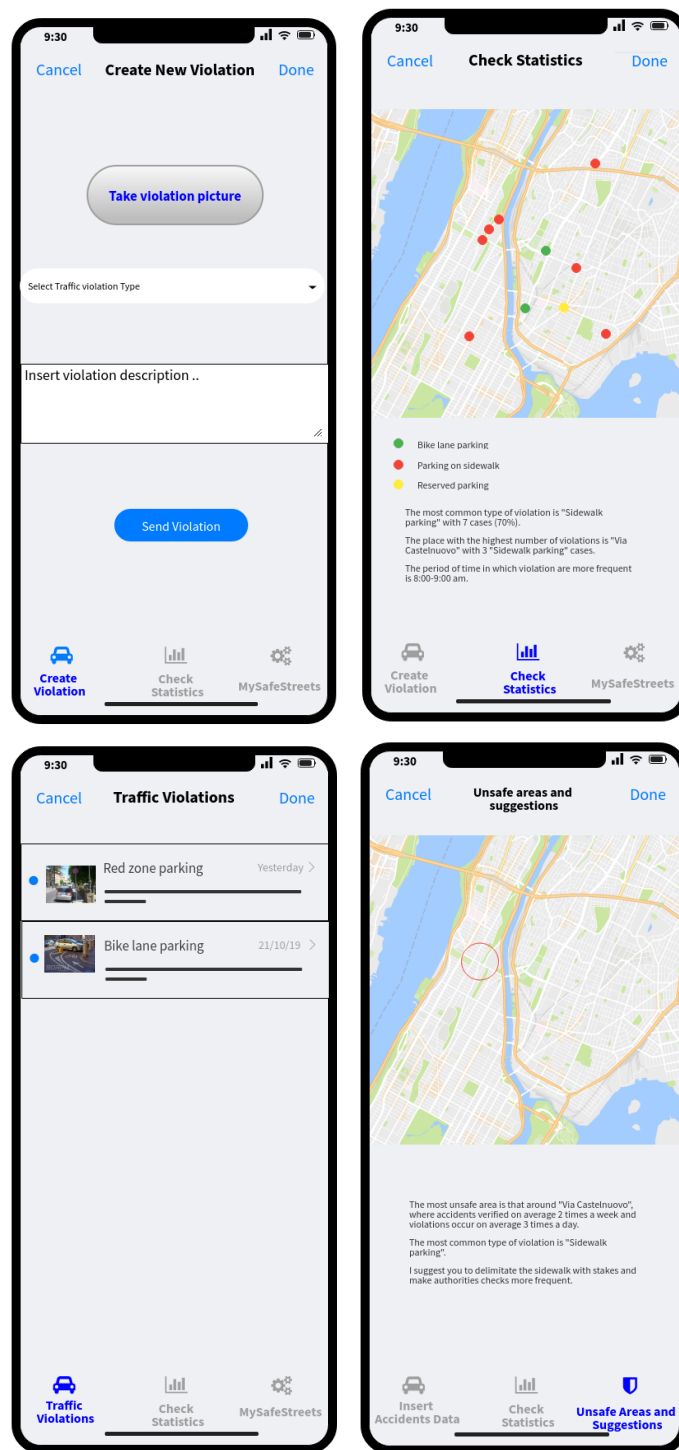 9:30
Cancel
Create New Violation
Done
Take violation picture
Select Traffic violation Type
Insert violation description ..
Send Violation
Create
Violation
Check
Statistics
MySafeStreets
9:30
Cancel
Check Statistics
Done
Bike lane parking
Parking on sidewalk
Reserved parking
The most common type of violation is "Sidewalk
parking" with 7 cases (70%).
The place with the highest number of violations is "Via
Castelnuovo" with 3 "Sidewalk parking" cases.
The period of time in which violation are more frequent
is 8:00-9:00 am.
Create
Violation
Check
Statistics
MySafeStreets
9:30
Cancel
Traffic Violations
Done
Red zone parking
Yesterday
Bike lane parking
21/10/19
Traffic
Violations
Check
Statistics
MySafeStreets
9:30
Cancel
Unsafe areas and
suggestions
Done
The most unsafe area is that around "Via Castelnuovo",
where accidents verified on average 2 times a week and
violations occur on average 3 times a day.
The most common type of violation is "Sidewalk
parking".
I suggest you to delimitate the sidewalk with stakes and
make authorities checks more frequent.
Insert
Accidents Data
Check
Statistics
Unsafe Areas and
Suggestions